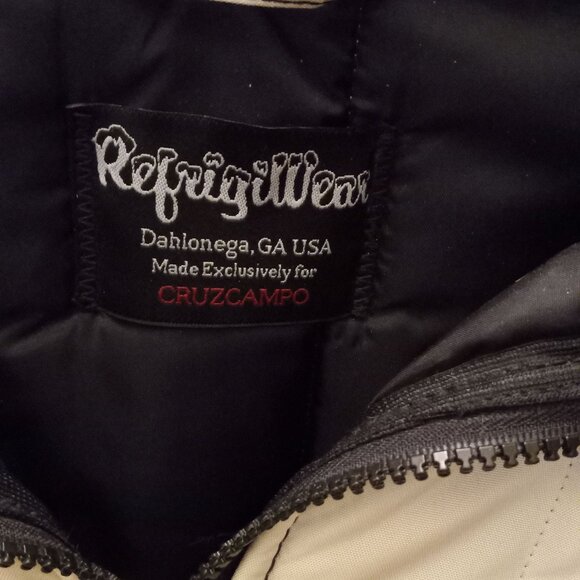 RefrigiWear
Dahlonega, GA USA
Made Exclusively for
CRUZCAMPO